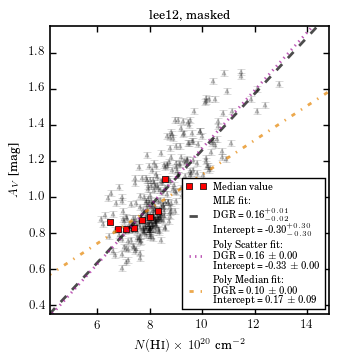 lee12, masked
A_V [mag]
1.8
1.6
1.4
1.2
1.0
0.8
0.6
0.4
Median value
MLE fit:
DGR = 0.16^{+0.01}_{-0.02}
Intercept = -0.30^{+0.30}_{-0.30}
Poly Scatter fit:
DGR = 0.16 ± 0.00
Intercept = -0.33 ± 0.00
Poly Median fit:
DGR = 0.10 ± 0.00
Intercept = 0.17 ± 0.09
6 8 10 12 14
N(HI) × 10^{20} cm^{-2}